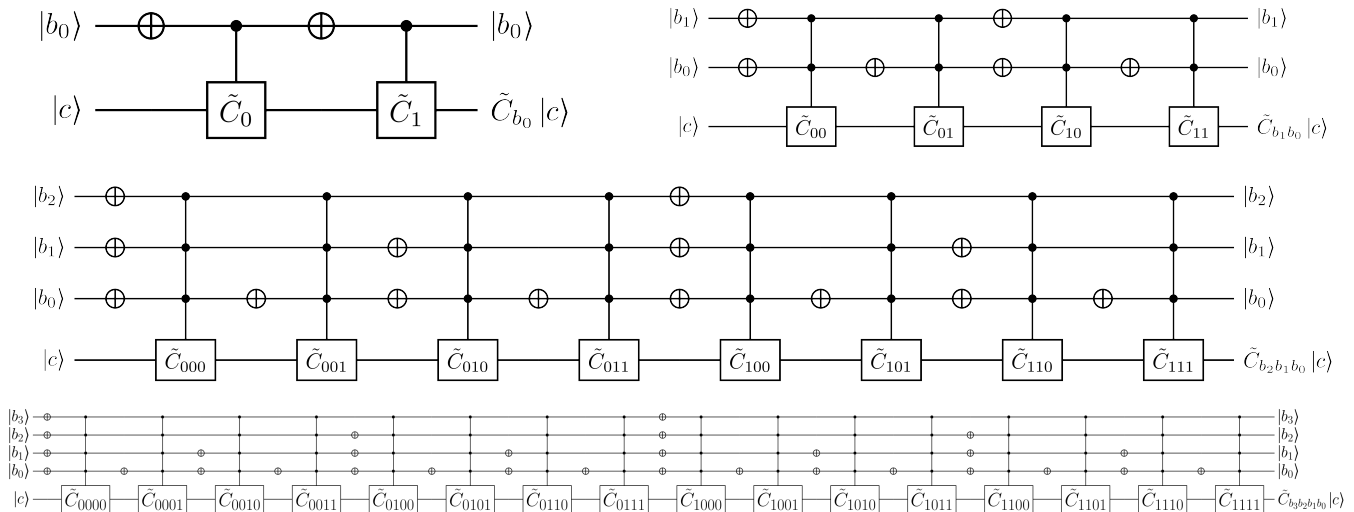 |b₀⟩ |b₀⟩
|c⟩ C̃₀ C̃₁ C̃_{b₀} |c⟩
|b₁⟩ |b₁⟩
|b₀⟩ |b₀⟩
|c⟩ C̃₀₀ C̃₀₁ C̃₁₀ C̃₁₁ C̃_{b₁b₀} |c⟩
|b₂⟩ |b₂⟩
|b₁⟩ |b₁⟩
|b₀⟩ |b₀⟩
|c⟩ C̃₀₀₀ C̃₀₀₁ C̃₀₁₀ C̃₀₁₁ C̃₁₀₀ C̃₁₀₁ C̃₁₁₀ C̃₁₁₁ C̃_{b₂b₁b₀} |c⟩
|b₃⟩ |b₃⟩
|b₂⟩ |b₂⟩
|b₁⟩ |b₁⟩
|b₀⟩ |b₀⟩
|c⟩ C̃₀₀₀₀ C̃₀₀₀₁ C̃₀₀₁₀ C̃₀₀₁₁ C̃₀₁₀₀ C̃₀₁₀₁ C̃₀₁₁₀ C̃₀₁₁₁ C̃₁₀₀₀ C̃₁₀₀₁ C̃₁₀₁₀ C̃₁₀₁₁ C̃₁₁₀₀ C̃₁₁₀₁ C̃₁₁₁₀ C̃₁₁₁₁ C̃_{b₃b₂b₁b₀} |c⟩